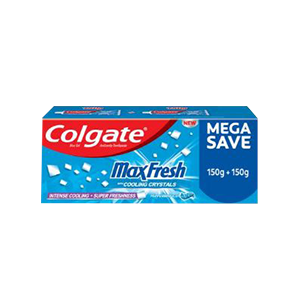 NEW
Colgate
MEGA
SAVE
MaxFresh
COOLING CRYSTALS
150g + 150g
INTENSE COOLING + SUPER FRESHNESS